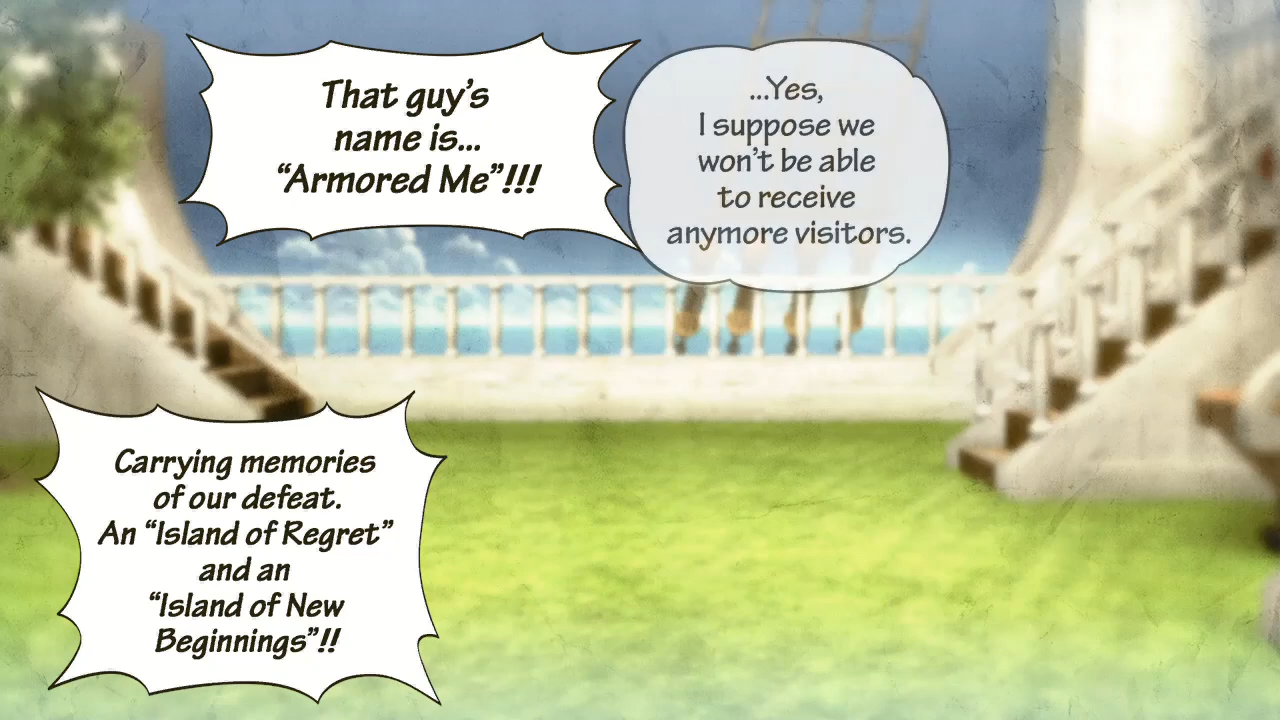 That guy's
name is...
“Armored Me”!!!
...Yes,
I suppose we
won't be able
to receive
anymore visitors.
Carrying memories
of our defeat.
An “Island of Regret”
and an
“Island of New
Beginnings”!!